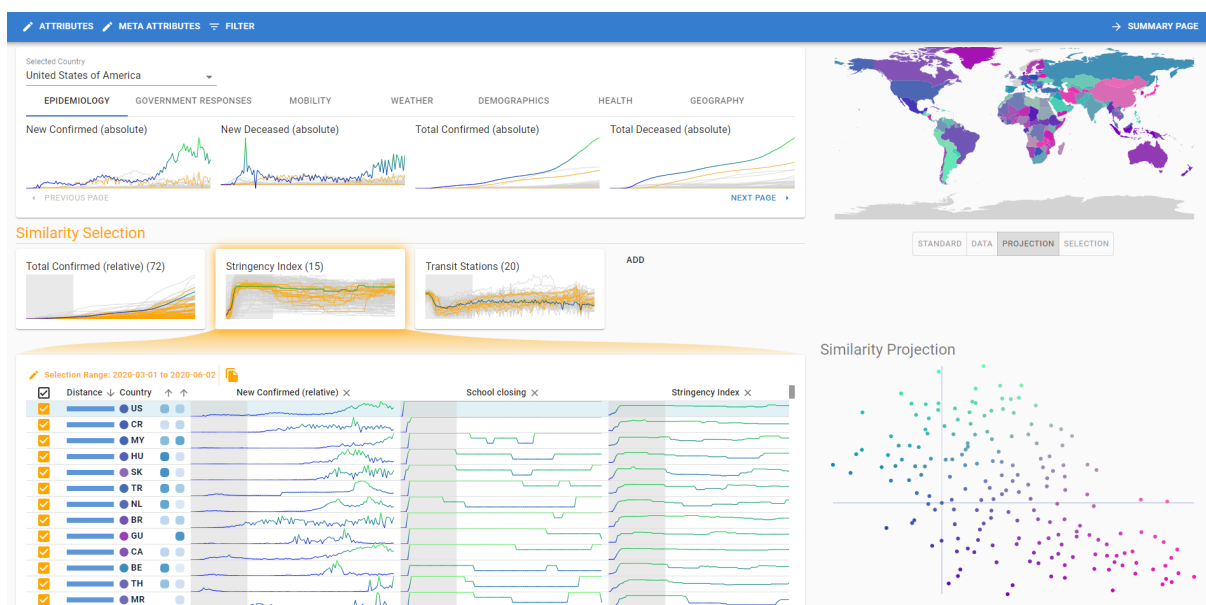 ATTRIBUTES META ATTRIBUTES FILTER SUMMARY PAGE
Selected Country
United States of America
EPIDEMIOLOGY GOVERNMENT RESPONSES MOBILITY WEATHER DEMOGRAPHICS HEALTH GEOGRAPHY
New Confirmed (absolute) New Deceased (absolute) Total Confirmed (absolute) Total Deceased (absolute)
PREVIOUS PAGE NEXT PAGE
STANDARD DATA PROJECTION SELECTION
Similarity Selection
Total Confirmed (relative) (72) Stringency Index (15) Transit Stations (20) ADD
Similarity Projection
Selection Range: 2020-03-01 to 2020-06-02
Distance Country New Confirmed (relative) School closing Stringency Index
US
CR
MY
HU
SK
TR
NL
BR
GU
CA
BE
TH
MR